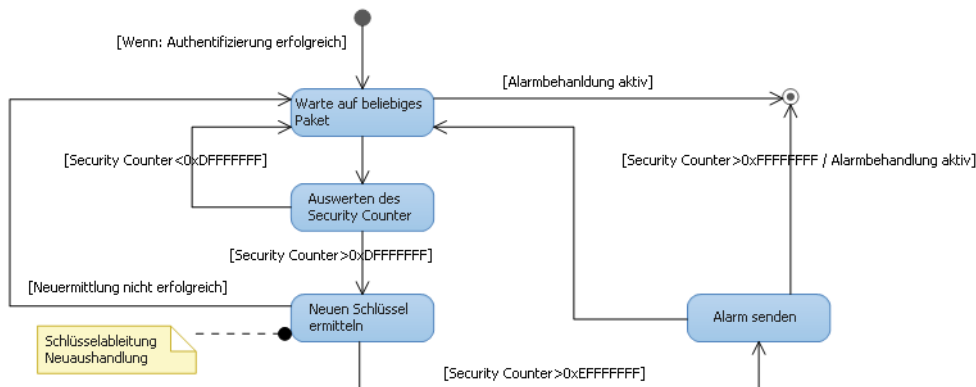 [Wenn: Authentifizierung erfolgreich]
[Alarmbehanldung aktiv]
Warte auf beliebiges
Paket
[Security Counter<0xDFFFFFFF]
[Security Counter>0xFFFFFFFF / Alarmbehandlung aktiv]
Auswerten des
Security Counter
[Security Counter>0xDFFFFFFF]
[Neuermittlung nicht erfolgreich]
Neuen Schlüssel
ermitteln
Alarm senden
Schlüsselableitung
Neuaushandlung
[Security Counter>0xEFFFFFFF]